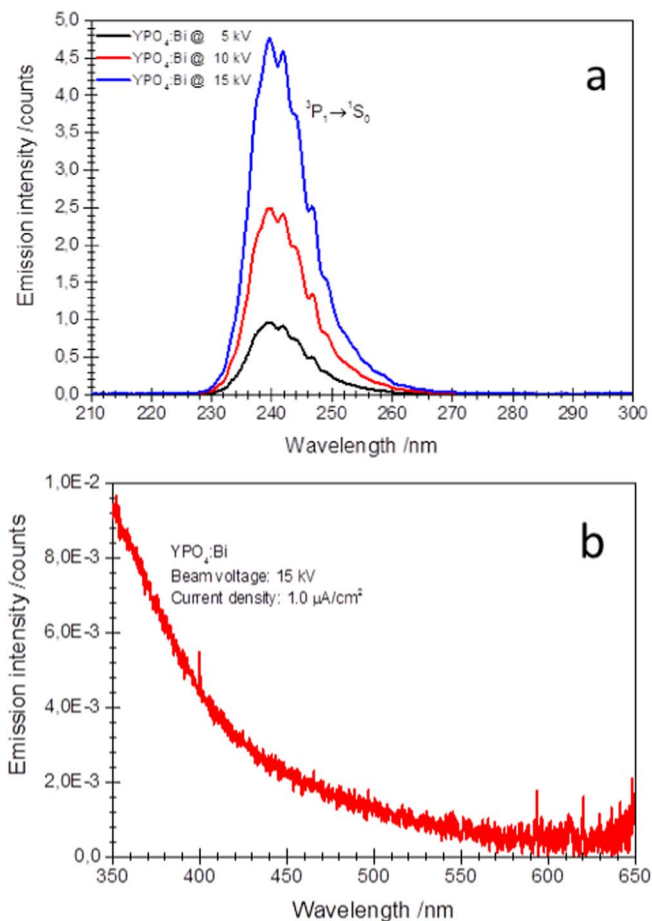 5,0
4,5
4,0
3,5
3,0
2,5
2,0
1,5
1,0
0,5
0,0
Emission intensity /counts
YPO₄:Bi @ 5 kV
YPO₄:Bi @ 10 kV
YPO₄:Bi @ 15 kV
a
³P₁→¹S₀
210 220 230 240 250 260 270 280 290 300
Wavelength /nm
1,0E-2
8,0E-3
6,0E-3
4,0E-3
2,0E-3
0,0
Emission intensity /counts
YPO₄:Bi
Beam voltage: 15 kV
Current density: 1.0 µA/cm²
b
350 400 450 500 550 600 650
Wavelength /nm